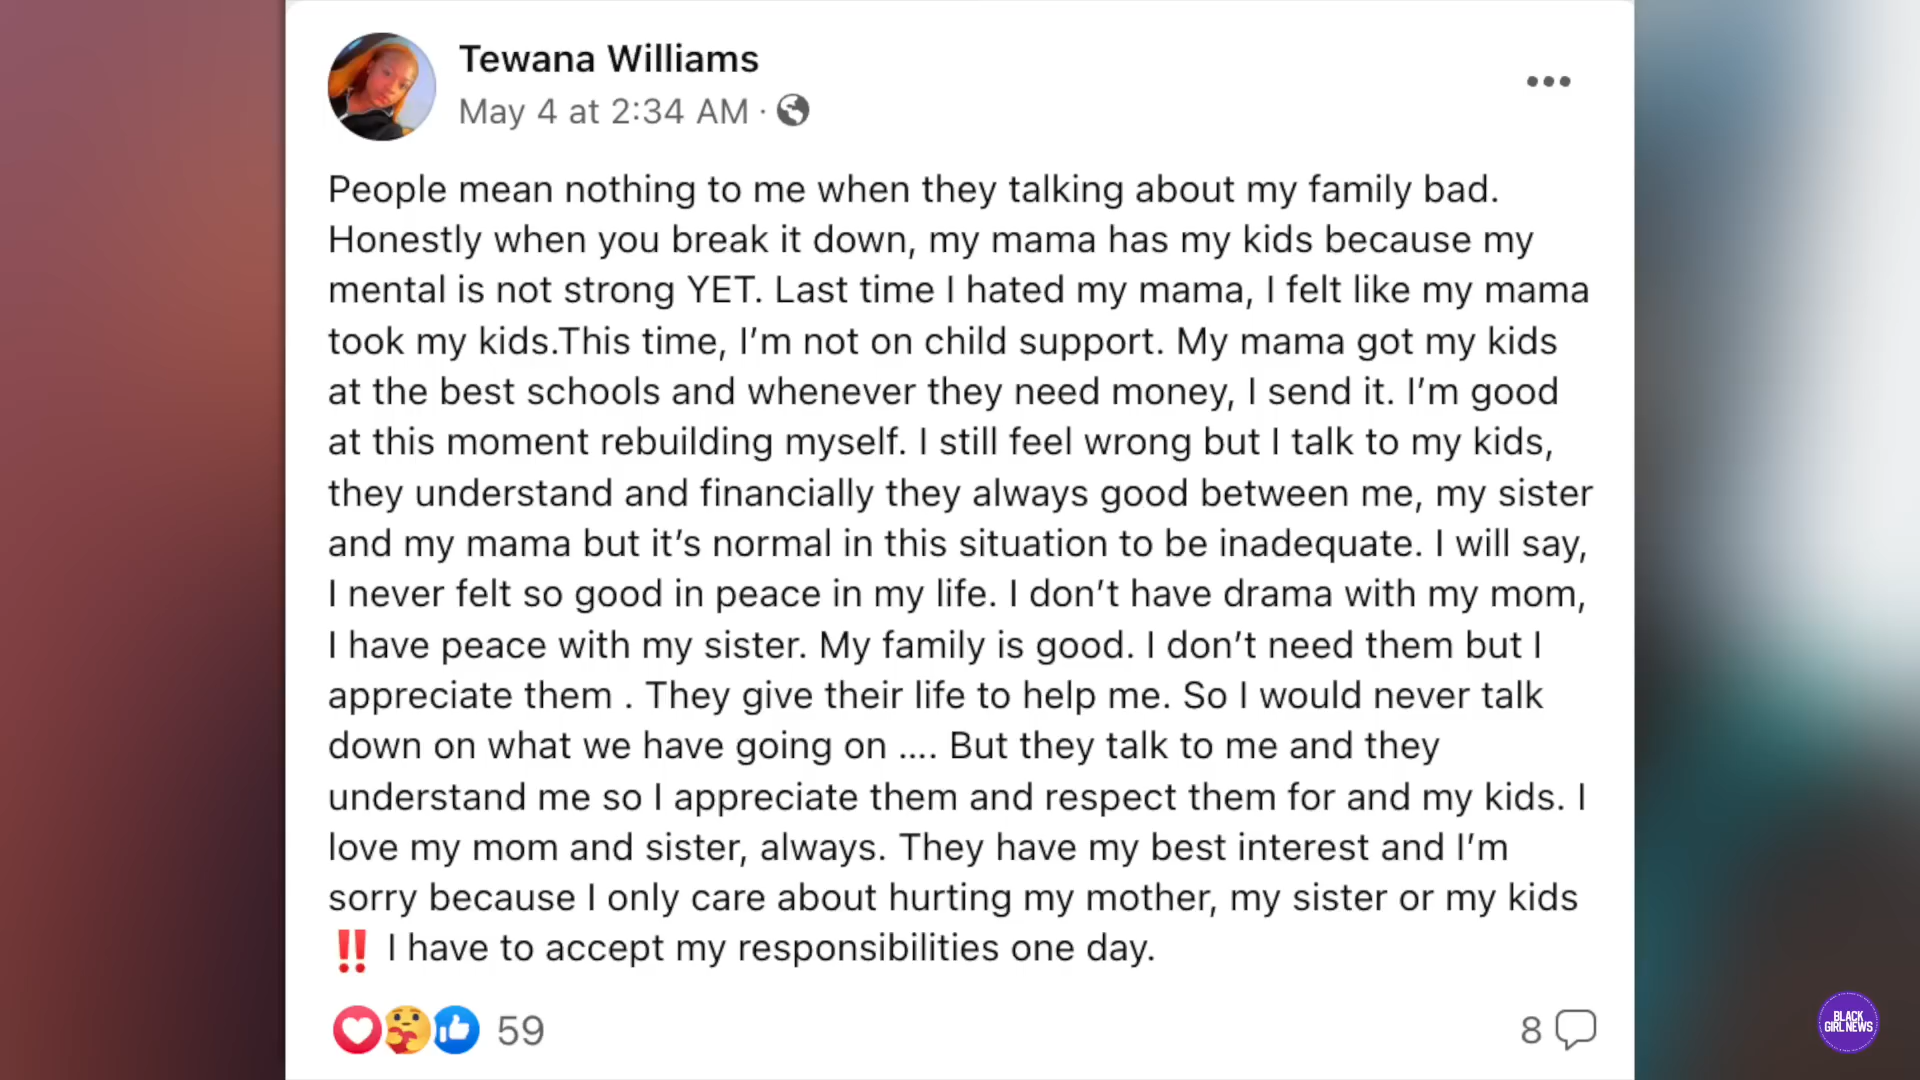 Tewana Williams
May 4 at 2:34 AM ·
People mean nothing to me when they talking about my family bad.
Honestly when you break it down, my mama has my kids because my
mental is not strong YET. Last time I hated my mama, I felt like my mama
took my kids.This time, I’m not on child support. My mama got my kids
at the best schools and whenever they need money, I send it. I’m good
at this moment rebuilding myself. I still feel wrong but I talk to my kids,
they understand and financially they always good between me, my sister
and my mama but it’s normal in this situation to be inadequate. I will say,
I never felt so good in peace in my life. I don’t have drama with my mom,
I have peace with my sister. My family is good. I don’t need them but I
appreciate them . They give their life to help me. So I would never talk
down on what we have going on .... But they talk to me and they
understand me so I appreciate them and respect them for and my kids. I
love my mom and sister, always. They have my best interest and I’m
sorry because I only care about hurting my mother, my sister or my kids
‼️ I have to accept my responsibilities one day.
59
8
BLACK
GIRL NEWS